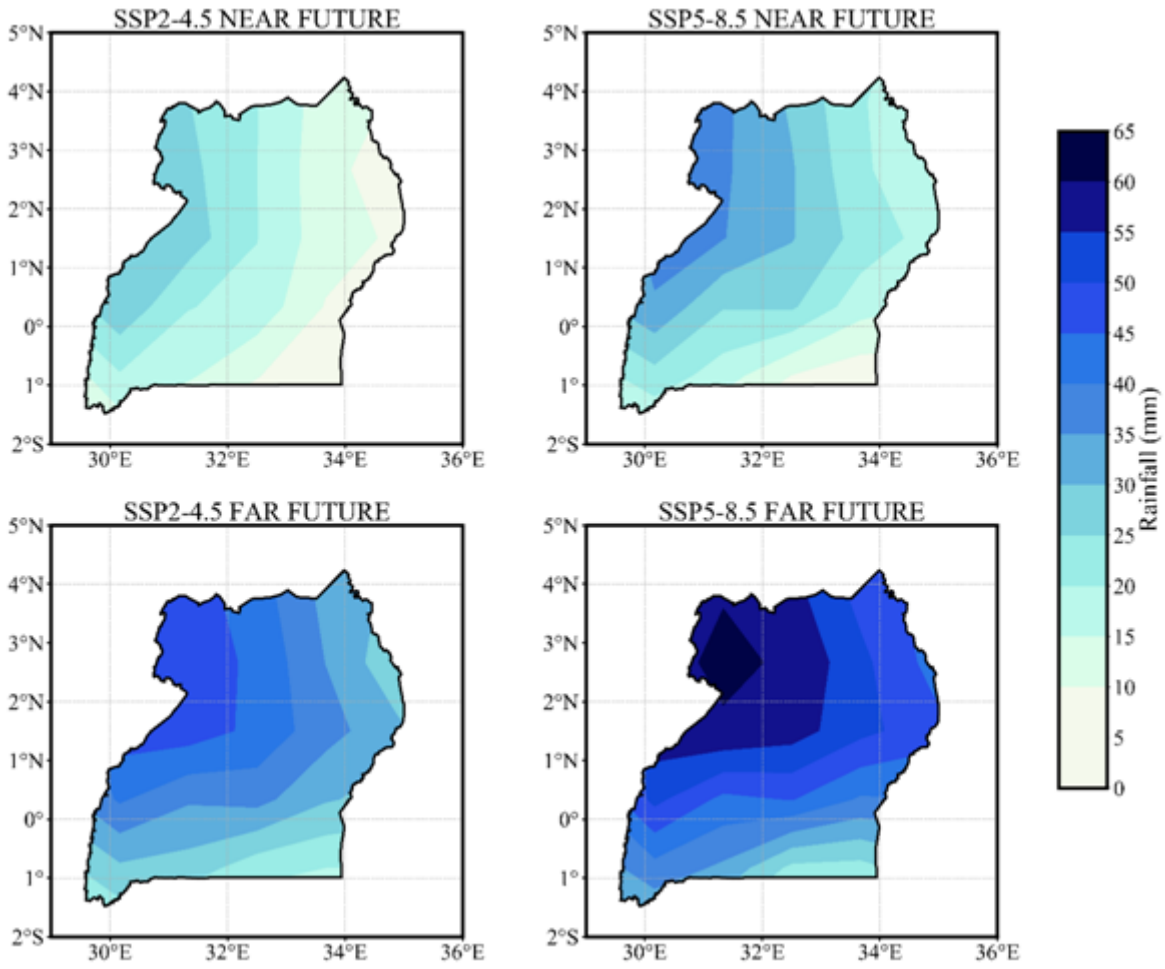 SSP2-4.5 NEAR FUTURE
5°N
4°N
3°N
2°N
1°N
0°
1°
2°S
30°E 32°E 34°E 36°E
SSP5-8.5 NEAR FUTURE
5°N
4°N
3°N
2°N
1°N
0°
1°
2°S
30°E 32°E 34°E 36°E
SSP2-4.5 FAR FUTURE
5°N
4°N
3°N
2°N
1°N
0°
1°
2°S
30°E 32°E 34°E 36°E
SSP5-8.5 FAR FUTURE
5°N
4°N
3°N
2°N
1°N
0°
1°
2°S
30°E 32°E 34°E 36°E
65
60
55
50
45
40
35
30
25
20
15
10
5
0
Rainfall (mm)